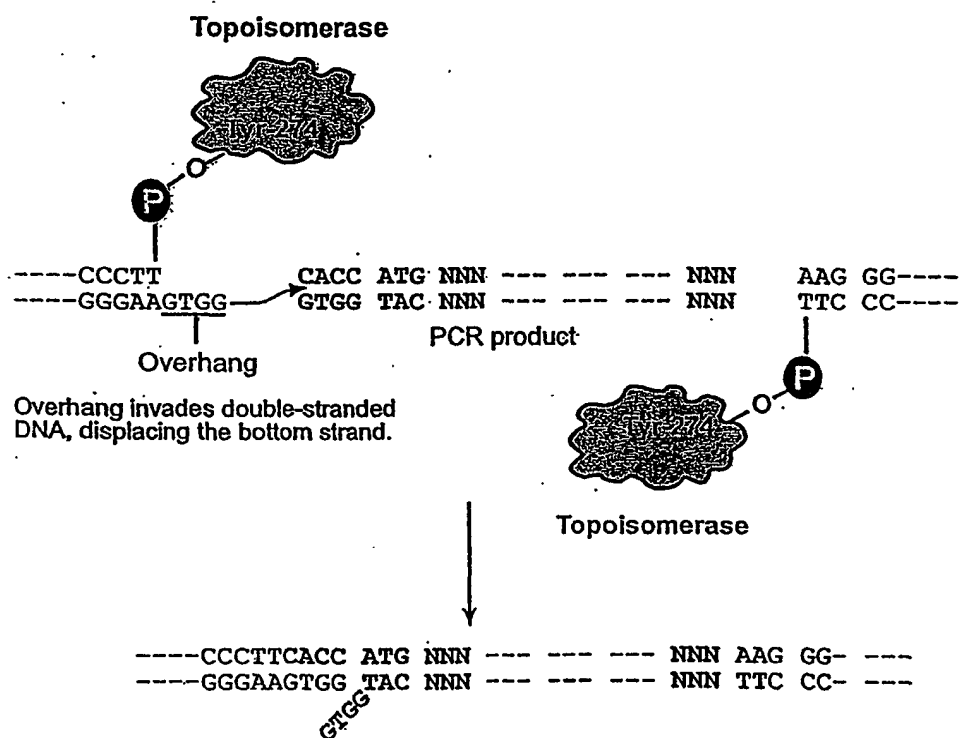 Topoisomerase
Tyr-274
O
P
----CCCTT CACC ATG NNN --- --- --- --- NNN AAG GG----
----GGGAAGTGG GTGG TAC NNN --- --- --- --- NNN TTC CC----
Overhang
PCR product
P
O
Overhang invades double-stranded
DNA, displacing the bottom strand.
Tyr-274
Topoisomerase
----CCCTTCACC ATG NNN --- --- --- --- NNN AAG GG- ---
----GGGAAGTGG TAC NNN --- --- --- --- NNN TTC CC- ---
GTGG